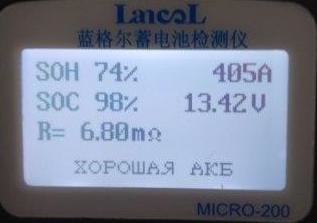 LANCOL
蓝格尔蓄电池检测仪
SOH 74% 405A
SOC 98% 13.42V
R= 6.80mΩ
ХОРОШАЯ АКБ
MICRO-200